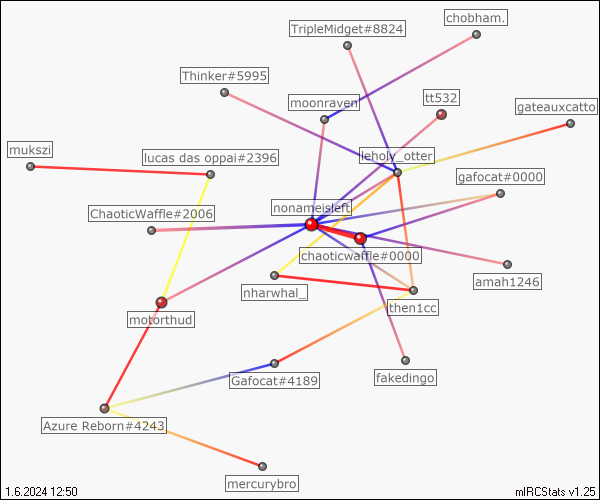 chobham.
TripleMidget#8824
Thinker#5995
moonraven
tt532
gateauxcatto
mukszi
lucas das oppai#2396
leholy_otter
gafocat#0000
nonameisleft
ChaoticWaffle#2006
chaoticwaffle#0000
amah1246
nharwhal_
then1cc
motorthud
Gafocat#4189
fakedingo
Azure Reborn#4243
mercurybro
1.6.2024 12:50
mIRCStats v1.25